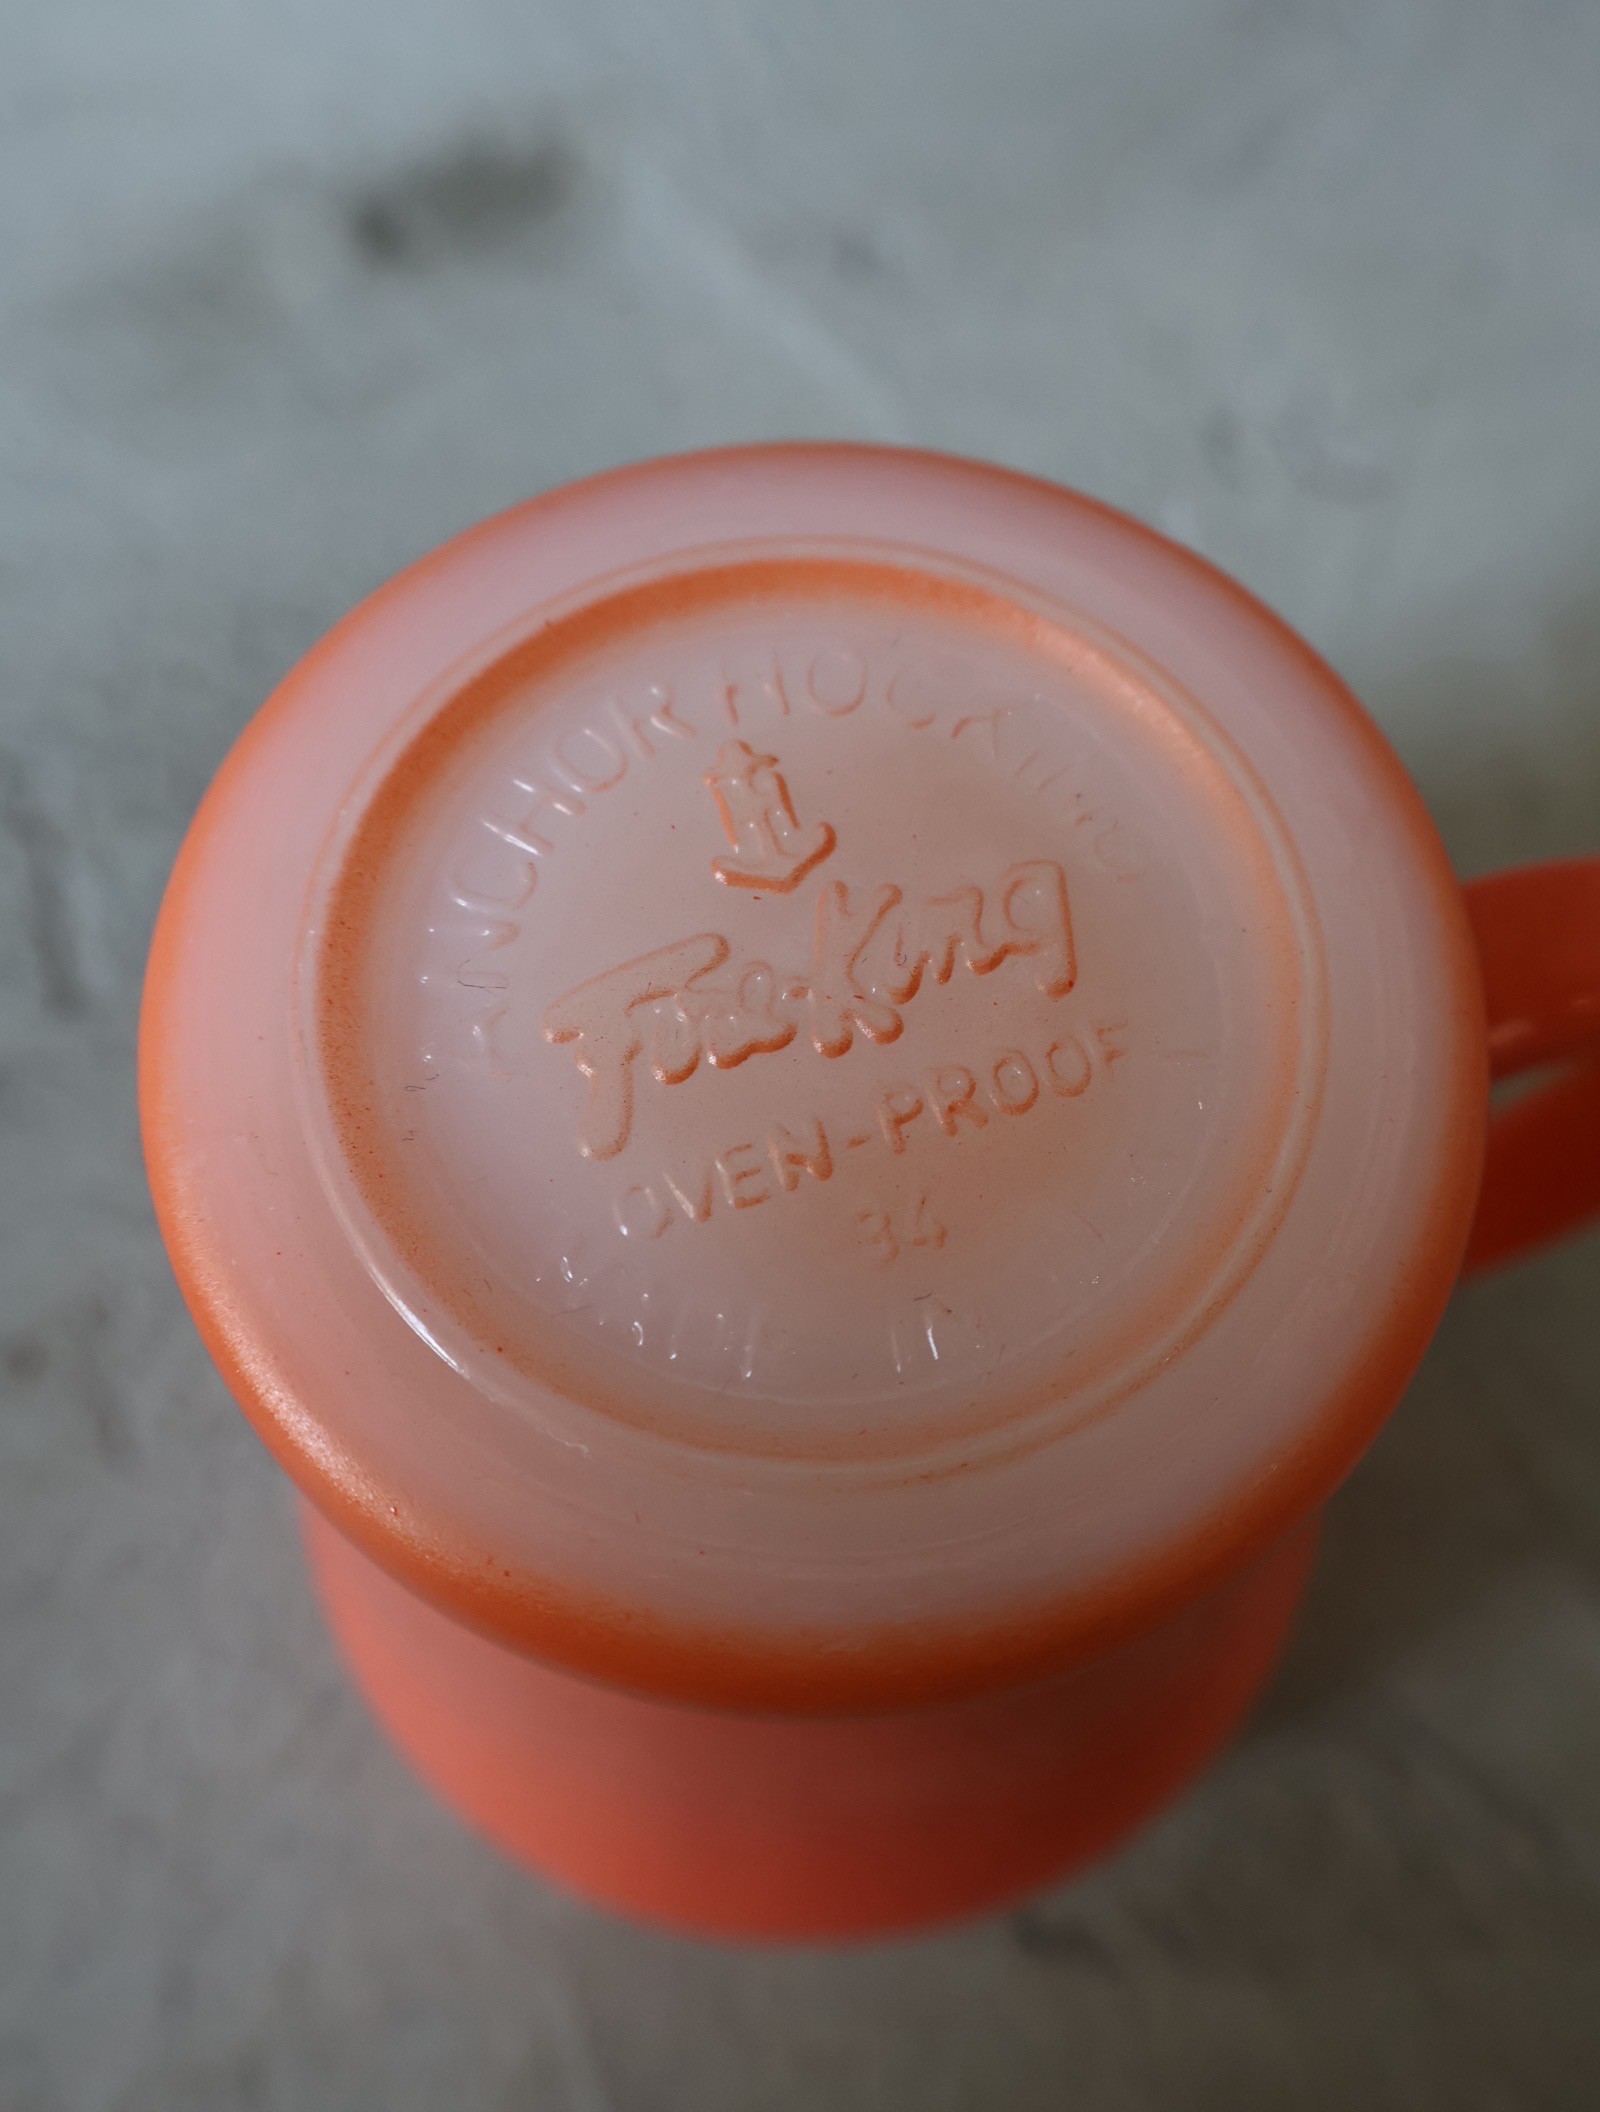 ANCHOR HOCKING
Fire-King
OVEN-PROOF
34